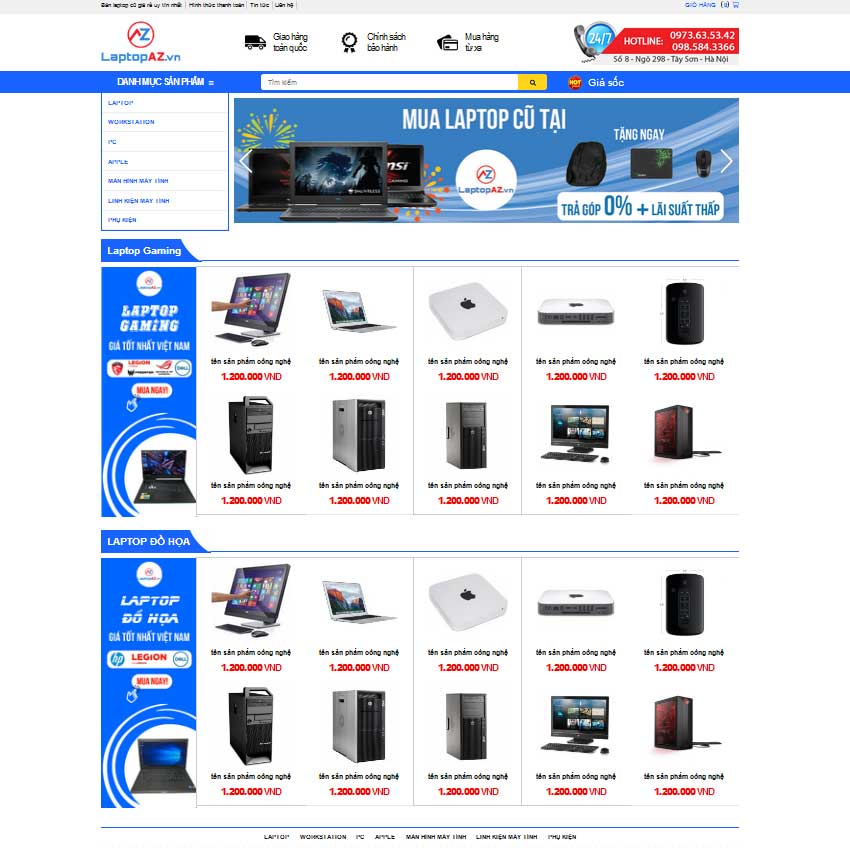 Bán laptop cũ giá rẻ uy tín nhất
Hình thức thanh toán
Tin tức
Liên hệ
GIỎ HÀNG (0)
AZ
LaptopAZ.vn
Giao hàng
toàn quốc
Chính sách
bảo hành
Mua hàng
từ xa
24/7
HOTLINE:
0973.63.53.42
098.584.3366
Số 8 - Ngõ 298 - Tây Sơn - Hà Nội
DANH MỤC SẢN PHẨM
Tìm kiếm
HOT
Giá sốc
LAPTOP
WORKSTATION
PC
APPLE
MÀN HÌNH MÁY TÍNH
LINH KIỆN MÁY TÍNH
PHỤ KIỆN
MUA LAPTOP CŨ TẠI
TẶNG NGAY
msi
AZ
LaptopAZ.vn
TRẢ GÓP 0% + LÃI SUẤT THẤP
Laptop Gaming
AZ
LaptopAZ.vn
LAPTOP
GAMING
GIÁ TỐT NHẤT VIỆT NAM
LEGION
PREDATOR
DELL
MUA NGAY!
tên sản phẩm công nghệ
1.200.000 VND
tên sản phẩm công nghệ
1.200.000 VND
tên sản phẩm công nghệ
1.200.000 VND
tên sản phẩm công nghệ
1.200.000 VND
tên sản phẩm công nghệ
1.200.000 VND
tên sản phẩm công nghệ
1.200.000 VND
tên sản phẩm công nghệ
1.200.000 VND
tên sản phẩm công nghệ
1.200.000 VND
tên sản phẩm công nghệ
1.200.000 VND
tên sản phẩm công nghệ
1.200.000 VND
LAPTOP ĐỒ HỌA
AZ
LaptopAZ.vn
LAPTOP
ĐỒ HỌA
GIÁ TỐT NHẤT VIỆT NAM
hp
LEGION
DELL
MUA NGAY!
tên sản phẩm công nghệ
1.200.000 VND
tên sản phẩm công nghệ
1.200.000 VND
tên sản phẩm công nghệ
1.200.000 VND
tên sản phẩm công nghệ
1.200.000 VND
tên sản phẩm công nghệ
1.200.000 VND
tên sản phẩm công nghệ
1.200.000 VND
tên sản phẩm công nghệ
1.200.000 VND
tên sản phẩm công nghệ
1.200.000 VND
tên sản phẩm công nghệ
1.200.000 VND
tên sản phẩm công nghệ
1.200.000 VND
LAPTOP WORKSTATION PC APPLE MÀN HÌNH MÁY TÍNH LINH KIỆN MÁY TÍNH PHỤ KIỆN